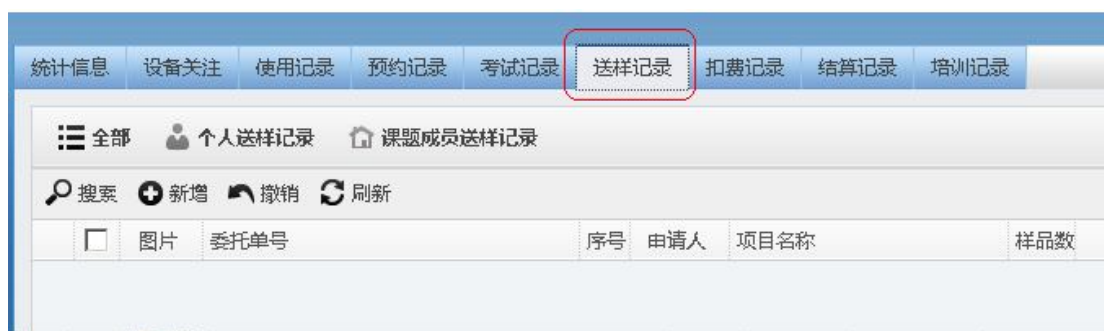 统计信息 设备关注 使用记录 预约记录 考试记录 送样记录 扣费记录 结算记录 培训记录
全部 个人送样记录 课题成员送样记录
搜索 新增 撤销 刷新
图片 委托单号 序号 申请人 项目名称 样品数